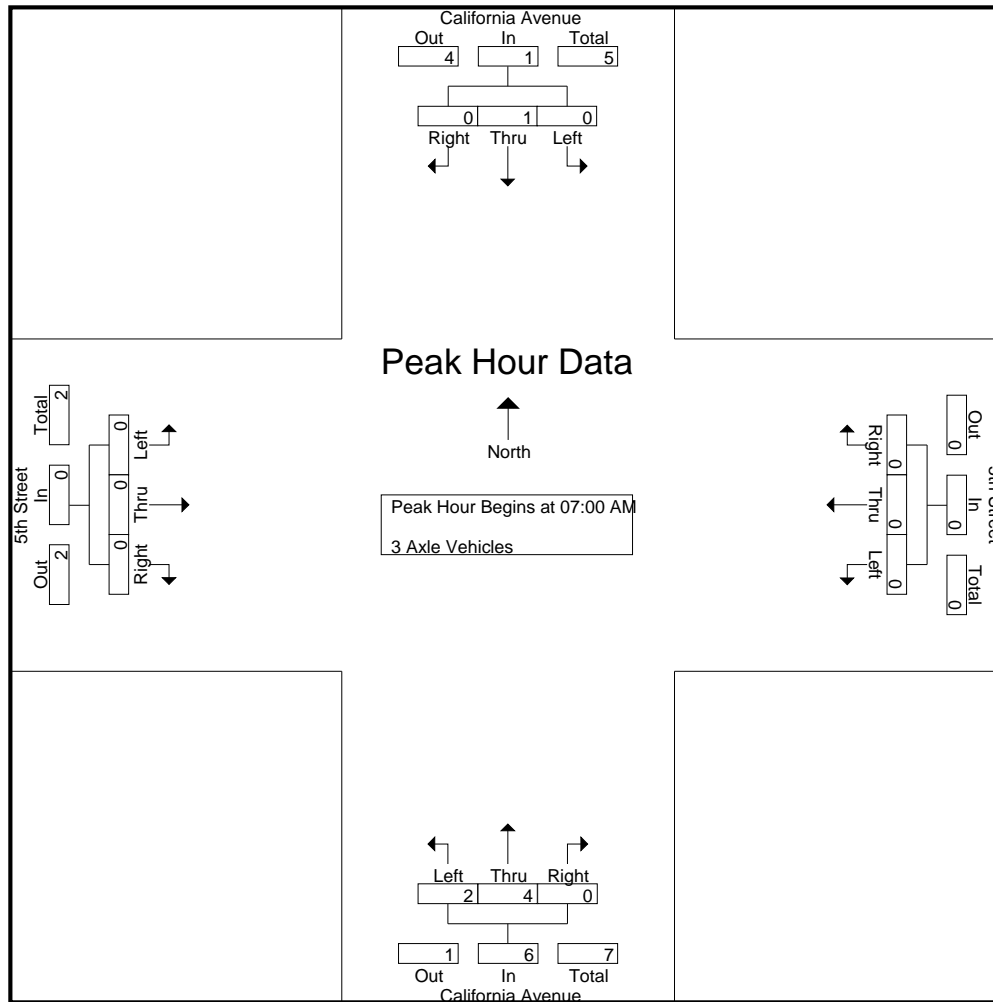 California Avenue
Out In Total
4 1 5
0 1 0
Right Thru Left
Peak Hour Data
North
Peak Hour Begins at 07:00 AM
3 Axle Vehicles
5th Street
Total In Out
2 0 2
0 0 0
Left Thru Right
Out In Total
0 0 0
0 0 0
Right Thru Left
Left Thru Right
2 4 0
1 6 7
Out In Total
California Avenue